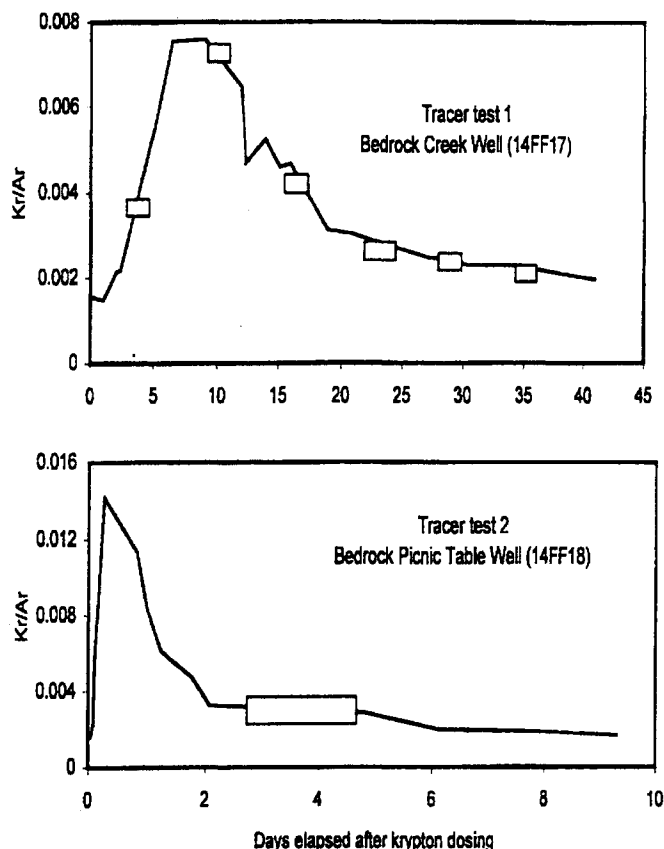 0.008
0.006
0.004
0.002
0
Kr/Ar
Tracer test 1
Bedrock Creek Well (14FF17)
0 5 10 15 20 25 30 35 40 45
0.016
0.012
0.008
0.004
0
Kr/Ar
Tracer test 2
Bedrock Picnic Table Well (14FF18)
0 2 4 6 8 10
Days elapsed after krypton dosing